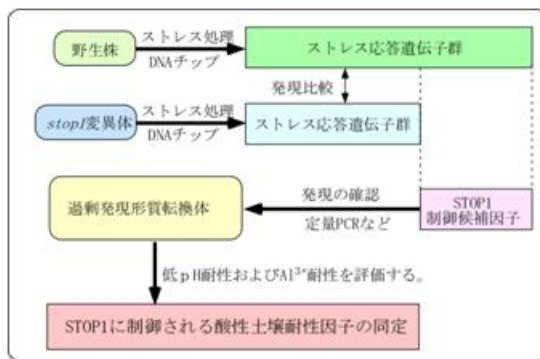 野生株
ストレス処理
DNAチップ
ストレス応答遺伝子群
発現比較
stop1変異体
ストレス処理
DNAチップ
ストレス応答遺伝子群
過剰発現形質転換体
発現の確認
定量PCRなど
STOP1
制御候補因子
低pH耐性およびAl³⁺耐性を評価する。
STOP1に制御される酸性土壌耐性因子の同定